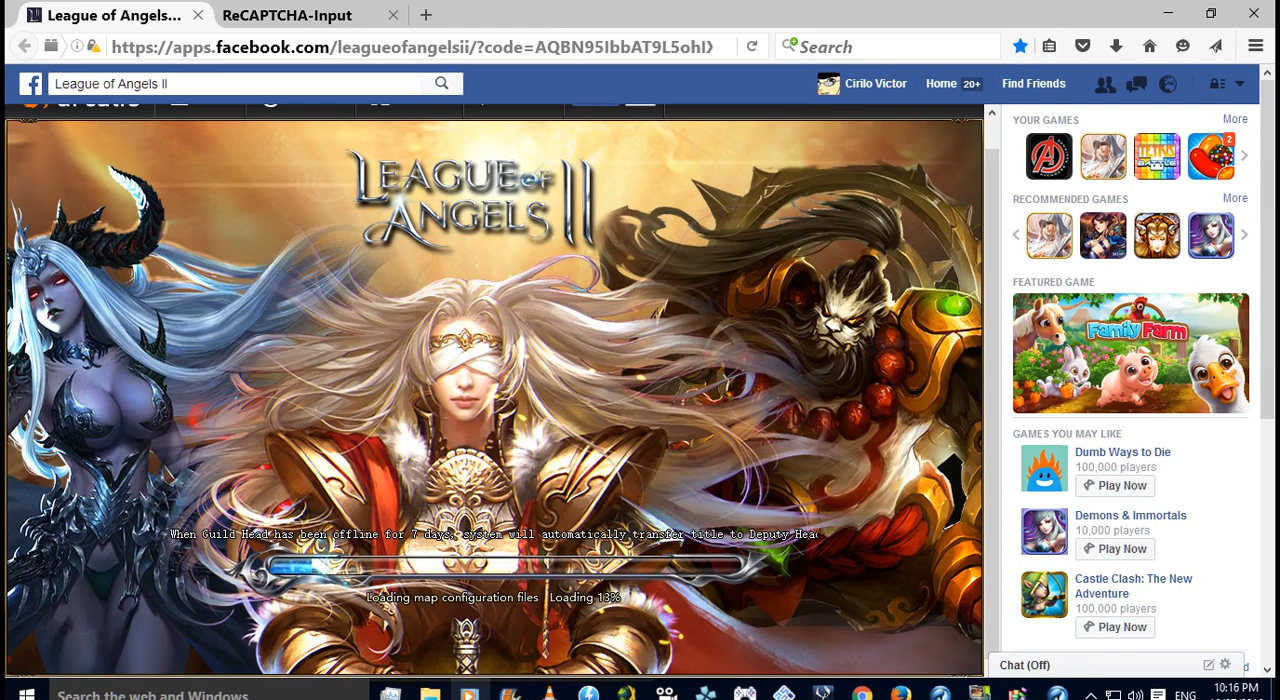 League of Angels...
ReCAPTCHA-Input
https://apps.facebook.com/leagueofangelsii/?code=AQBN95IbbAT9L5ohI
Search
League of Angels II
Cirilo Victor
Home 20+
Find Friends
LEAGUE OF
ANGELS II
YOUR GAMES
More
TETRIS
2
RECOMMENDED GAMES
More
FEATURED GAME
Family Farm
GAMES YOU MAY LIKE
Dumb Ways to Die
100,000 players
Play Now
Demons & Immortals
10,000 players
Play Now
Castle Clash: The New
Adventure
100,000 players
Play Now
When Guild Head has been offline for 7 days, system will automatically transfer title to Deputy Head
Loading map configuration files Loading 13%
Chat (Off)
Search the web and Windows
ENG
10:16 PM